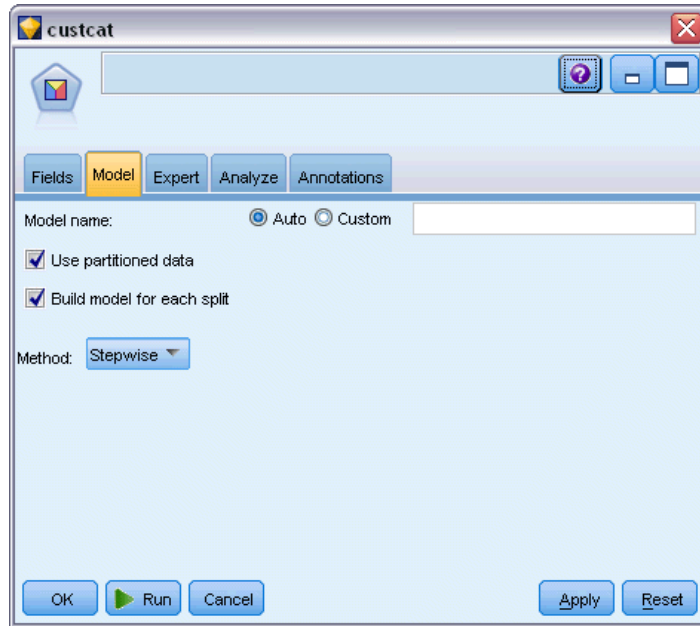 custcat
?
Fields Model Expert Analyze Annotations
Model name: Auto Custom
Use partitioned data
Build model for each split
Method: Stepwise
OK Run Cancel Apply Reset